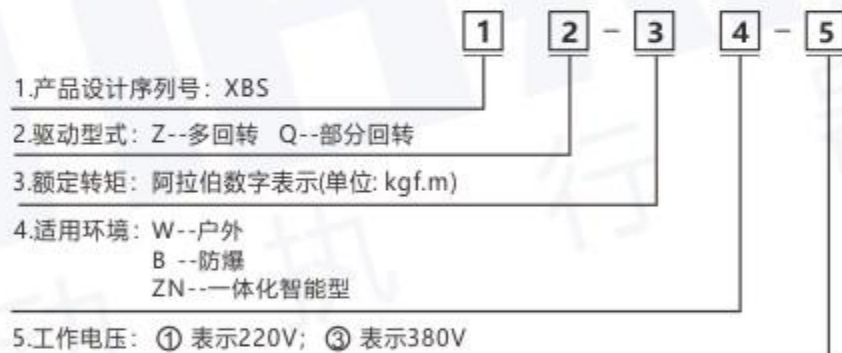 1 2 - 3 4 - 5
1.产品设计序列号：XBS
2.驱动型式：Z--多回转 Q--部分回转
3.额定转矩：阿拉伯数字表示(单位: kgf.m)
4.适用环境：W--户外
B --防爆
ZN--一体化智能型
5.工作电压：① 表示220V；③ 表示380V
执
行